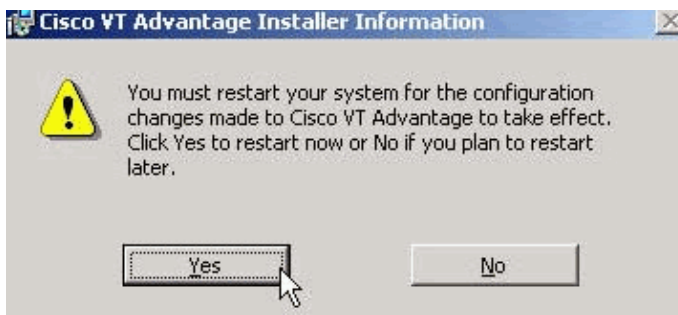 Cisco VT Advantage Installer Information
You must restart your system for the configuration
changes made to Cisco VT Advantage to take effect.
Click Yes to restart now or No if you plan to restart
later.
Yes
No